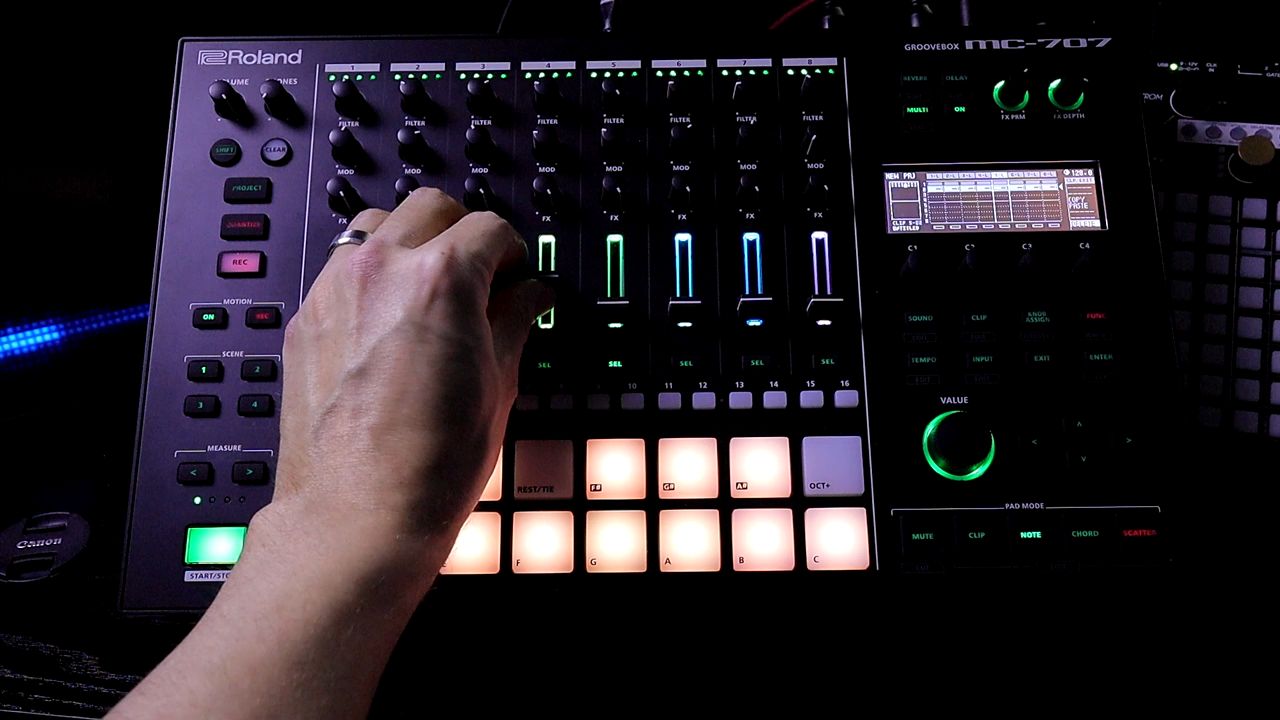 Roland
GROOVEBOX MC-707
1 2 3 4 5 6 7 8
REVERB DELAY
MULTI ON
FX PRM FX DEPTH
FILTER FILTER FILTER FILTER FILTER FILTER FILTER FILTER
SHIFT CLEAR
MOD MOD MOD MOD MOD MOD MOD MOD
PROJECT
NEW PRJ
128.0
COPY
PASTE
FX FX FX FX FX
QUANTIZE
C1 C2 C3 C4
REC
MOTION
ON REC
SOUND CLIP KNOB ASSIGN FUNC
SCENE
1 2
TEMPO INPUT EXIT ENTER
SEL SEL SEL SEL SEL
10 11 12 13 14 15 16
3 4
VALUE
< >
MEASURE
< >
REST/TIE F# G# A# OCT+
PAD MODE
MUTE CLIP NOTE CHORD SCATTER
F G A B C
START/STO
Canon